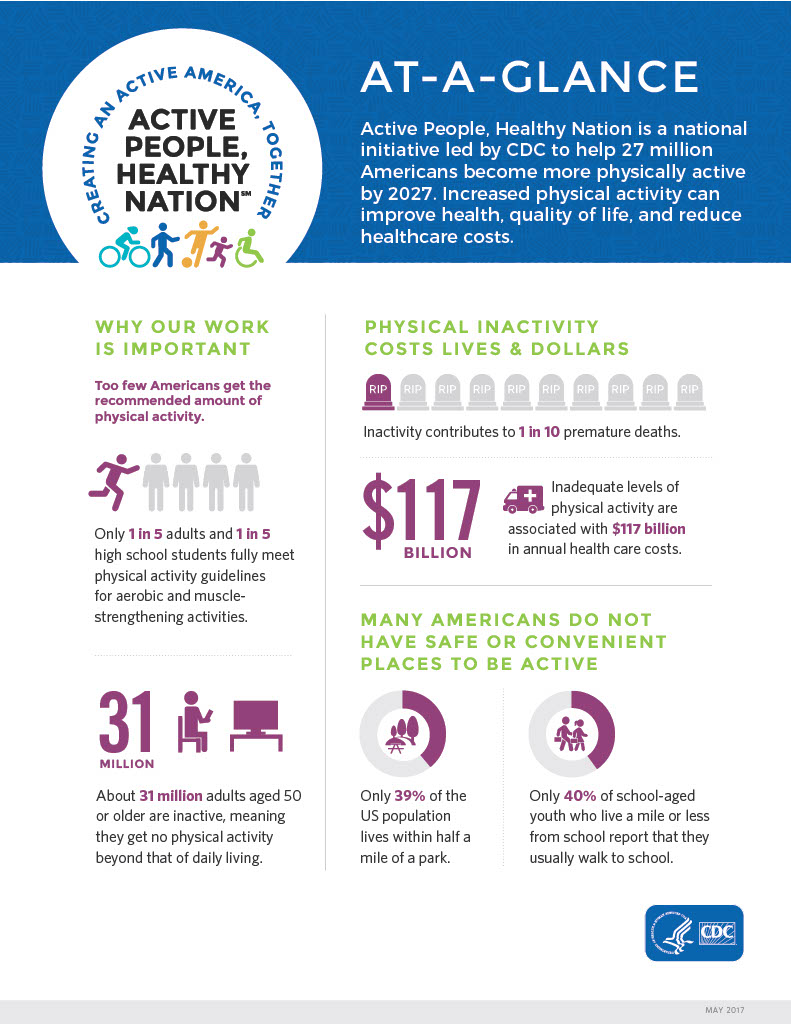 CREATING AN ACTIVE AMERICA, TOGETHER
ACTIVE
PEOPLE,
HEALTHY
NATION℠
AT-A-GLANCE
Active People, Healthy Nation is a national
initiative led by CDC to help 27 million
Americans become more physically active
by 2027. Increased physical activity can
improve health, quality of life, and reduce
healthcare costs.
WHY OUR WORK
IS IMPORTANT
Too few Americans get the
recommended amount of
physical activity.
Only 1 in 5 adults and 1 in 5
high school students fully meet
physical activity guidelines
for aerobic and muscle-
strengthening activities.
31
MILLION
About 31 million adults aged 50
or older are inactive, meaning
they get no physical activity
beyond that of daily living.
PHYSICAL INACTIVITY
COSTS LIVES & DOLLARS
RIP RIP RIP RIP RIP RIP RIP RIP RIP RIP
Inactivity contributes to 1 in 10 premature deaths.
$117
BILLION
Inadequate levels of
physical activity are
associated with $117 billion
in annual health care costs.
MANY AMERICANS DO NOT
HAVE SAFE OR CONVENIENT
PLACES TO BE ACTIVE
Only 39% of the
US population
lives within half a
mile of a park.
Only 40% of school-aged
youth who live a mile or less
from school report that they
usually walk to school.
CDC
MAY 2017